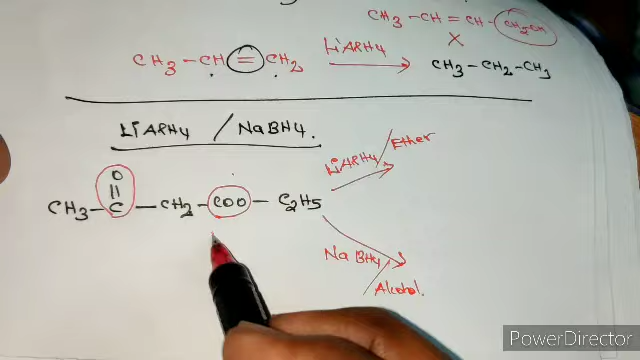 CH3 - CH = CH - CH2OH
X
CH3 - CH = CH2 LiAlH4 CH3 - CH2 - CH3
LiAlH4 / NaBH4.
LiAlH4 / Ether
O
||
CH3 - C - CH2 - COO - C2H5
NaBH4
/ Alcohol.
PowerDirector